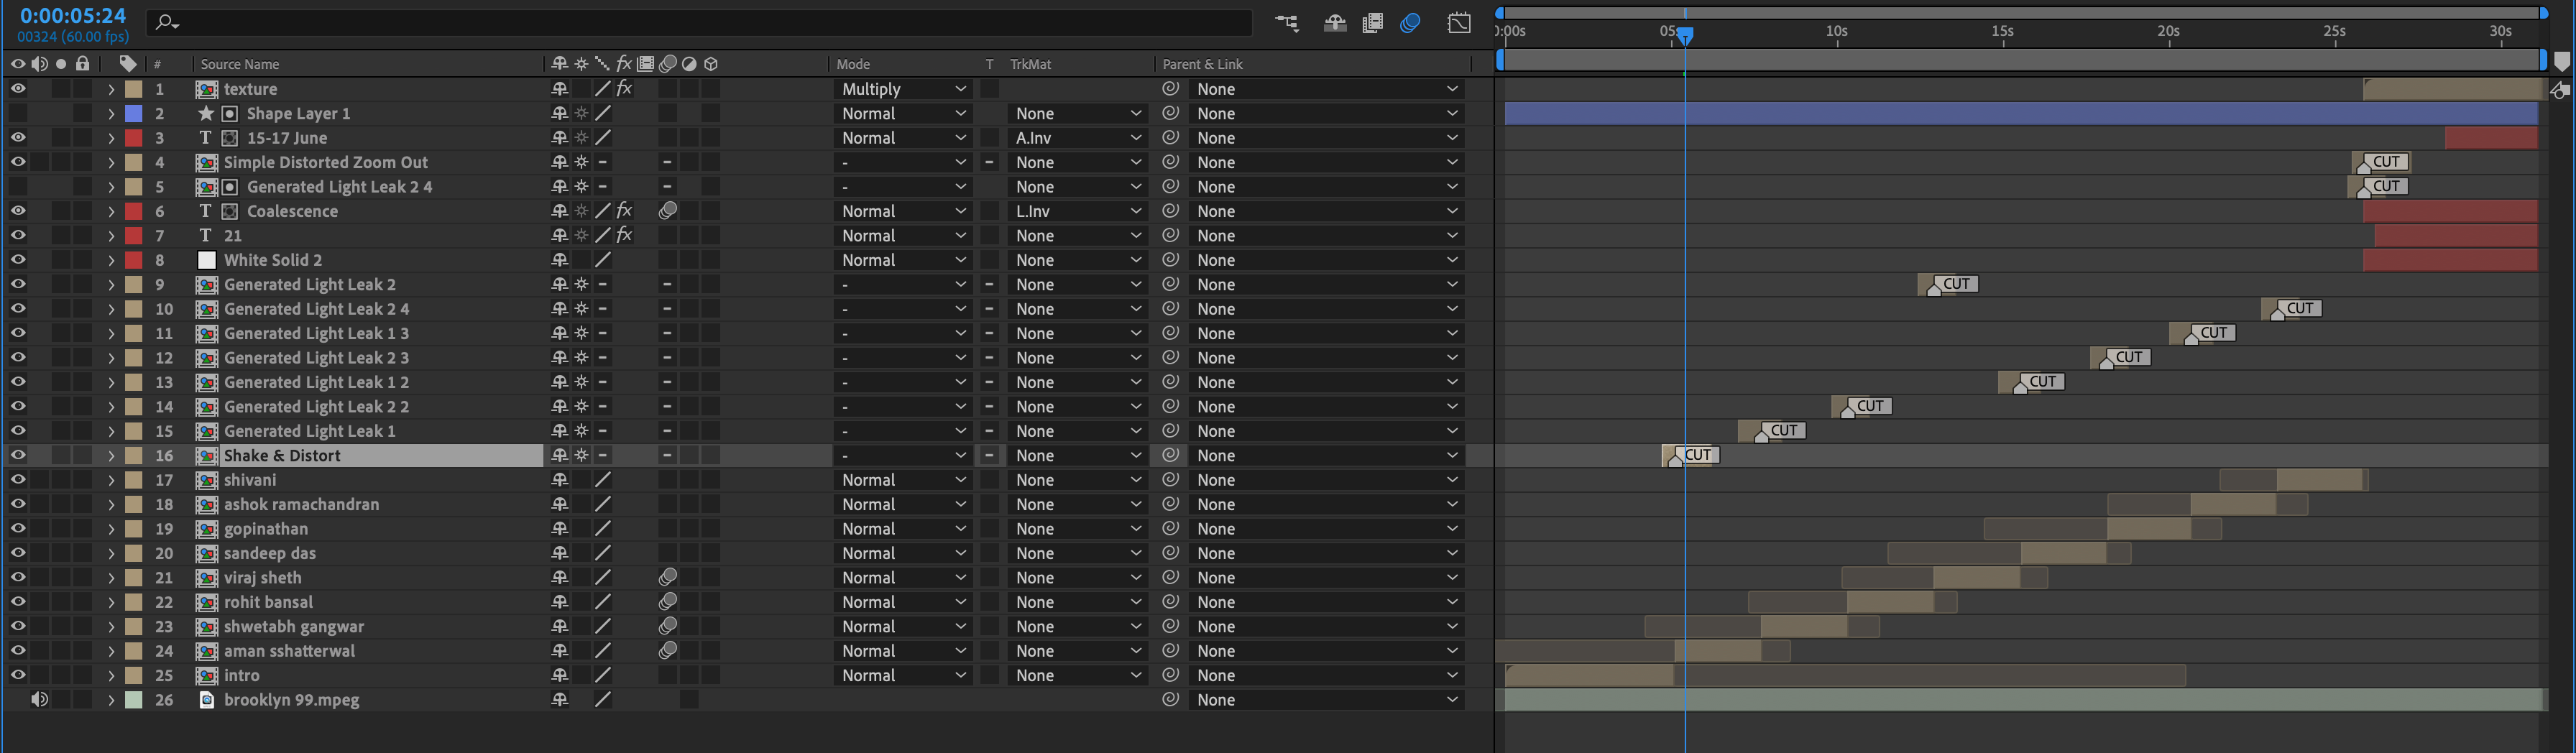 0:00:05:24
00324 (60.00 fps)
0:00s 05s 10s 15s 20s 25s 30s
# Source Name fx Mode T TrkMat Parent & Link
1 texture fx Multiply None
2 Shape Layer 1 Normal None None
3 T 15-17 June Normal A.Inv None
4 Simple Distorted Zoom Out - None None CUT
5 Generated Light Leak 2 4 - None None CUT
6 T Coalescence fx Normal L.Inv None
7 T 21 fx Normal None None
8 White Solid 2 Normal None None
9 Generated Light Leak 2 - None None CUT
10 Generated Light Leak 2 4 - None None CUT
11 Generated Light Leak 1 3 - None None CUT
12 Generated Light Leak 2 3 - None None CUT
13 Generated Light Leak 1 2 - None None CUT
14 Generated Light Leak 2 2 - None None CUT
15 Generated Light Leak 1 - None None CUT
16 Shake & Distort - None None CUT
17 shivani Normal None None
18 ashok ramachandran Normal None None
19 gopinathan Normal None None
20 sandeep das Normal None None
21 viraj sheth Normal None None
22 rohit bansal Normal None None
23 shwetabh gangwar Normal None None
24 aman sshatterwal Normal None None
25 intro Normal None None
26 brooklyn 99.mpeg None